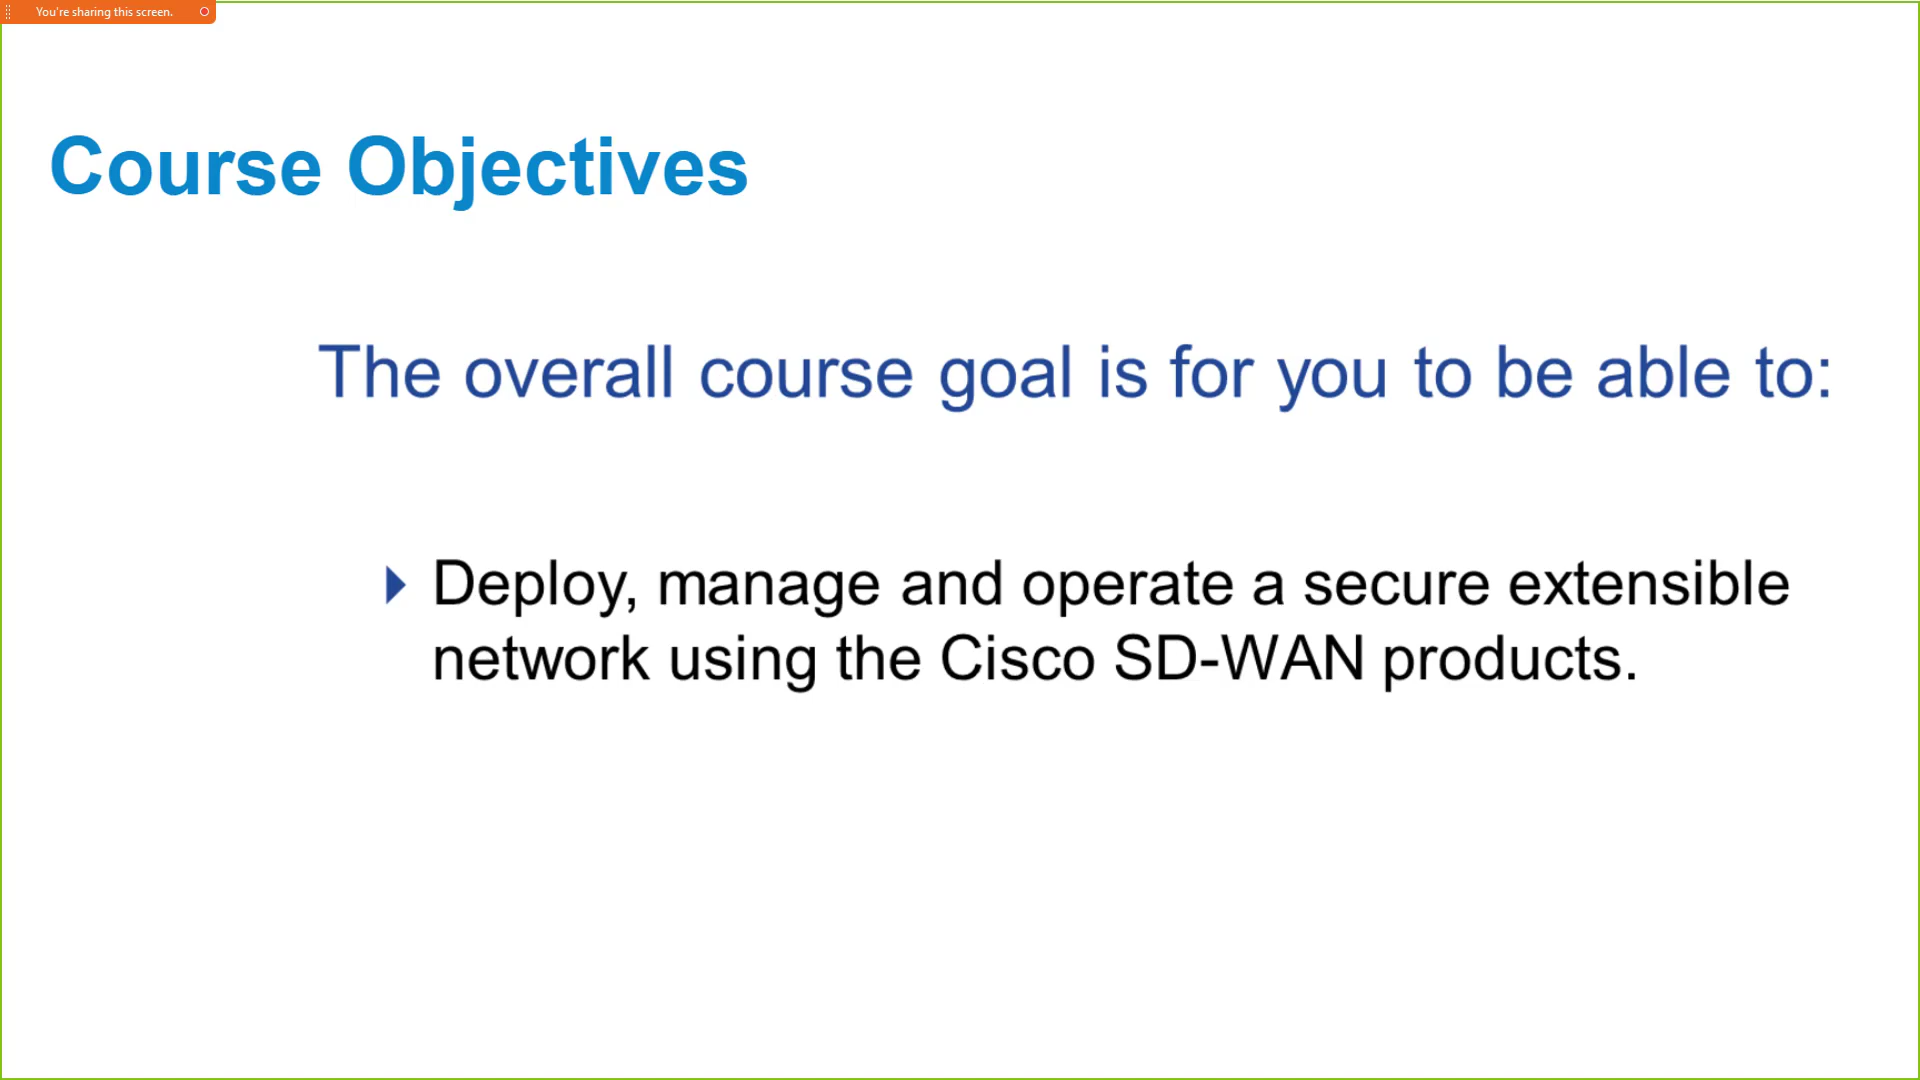 You're sharing this screen.
Course Objectives
The overall course goal is for you to be able to:
Deploy, manage and operate a secure extensible
network using the Cisco SD-WAN products.